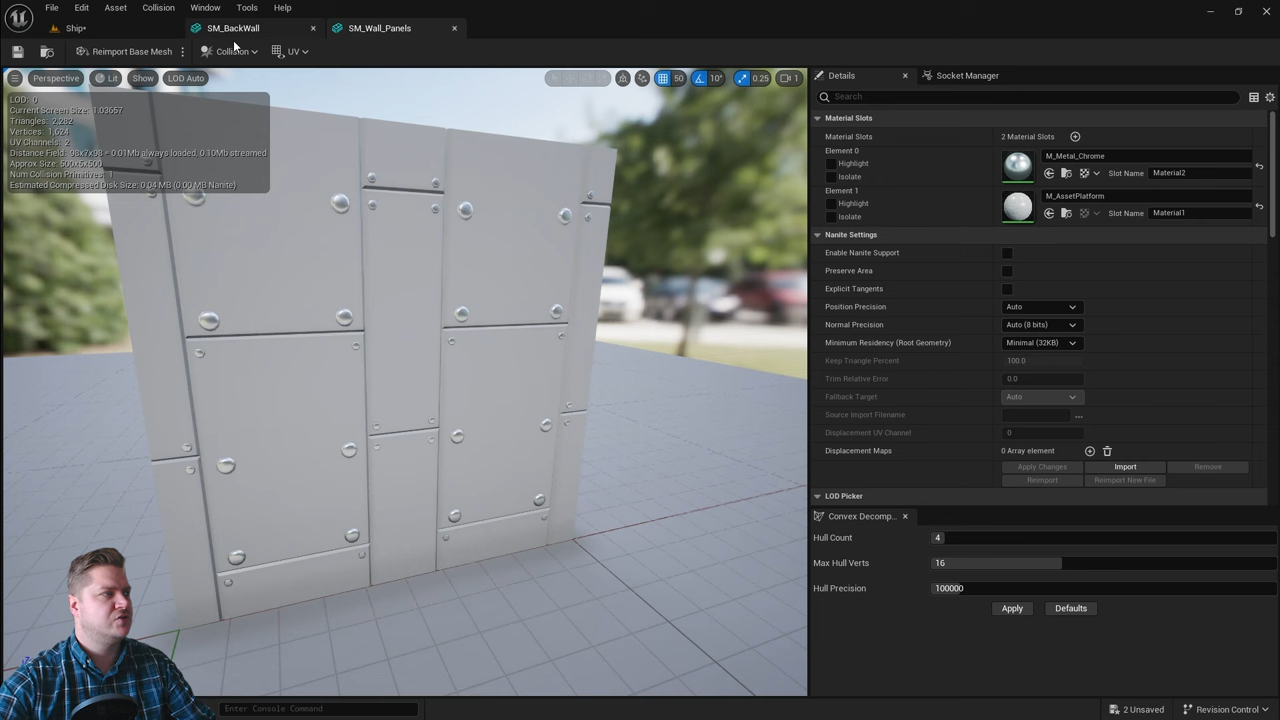 File Edit Asset Collision Window Tools Help
Ship* SM_BackWall SM_Wall_Panels
Reimport Base Mesh Collision UV
Perspective Lit Show LOD Auto 50 10° 0.25 1
LOD: 0
Current Screen Size: 1.03657
Triangles: 2,282
Vertices: 1,624
UV Channels: 2
Distance Field: 98x7x98 = 0.01Mb always loaded, 0.10Mb streamed
Approx Size: 500x5x500
Num Collision Primitives: 1
Estimated Compressed Disk Size: 0.04 MB (0.00 MB Nanite)
Details Socket Manager
Search
Material Slots
Material Slots 2 Material Slots
Element 0 M_Metal_Chrome
Highlight
Isolate Slot Name Material2
Element 1 M_AssetPlatform
Highlight
Isolate Slot Name Material1
Nanite Settings
Enable Nanite Support
Preserve Area
Explicit Tangents
Position Precision Auto
Normal Precision Auto (8 bits)
Minimum Residency (Root Geometry) Minimal (32KB)
Keep Triangle Percent 100.0
Trim Relative Error 0.0
Fallback Target Auto
Source Import Filename ...
Displacement UV Channel 0
Displacement Maps 0 Array element
Apply Changes Import Remove
Reimport Reimport New File
LOD Picker
Convex Decomp...
Hull Count 4
Max Hull Verts 16
Hull Precision 100000
Apply Defaults
Enter Console Command
2 Unsaved Revision Control